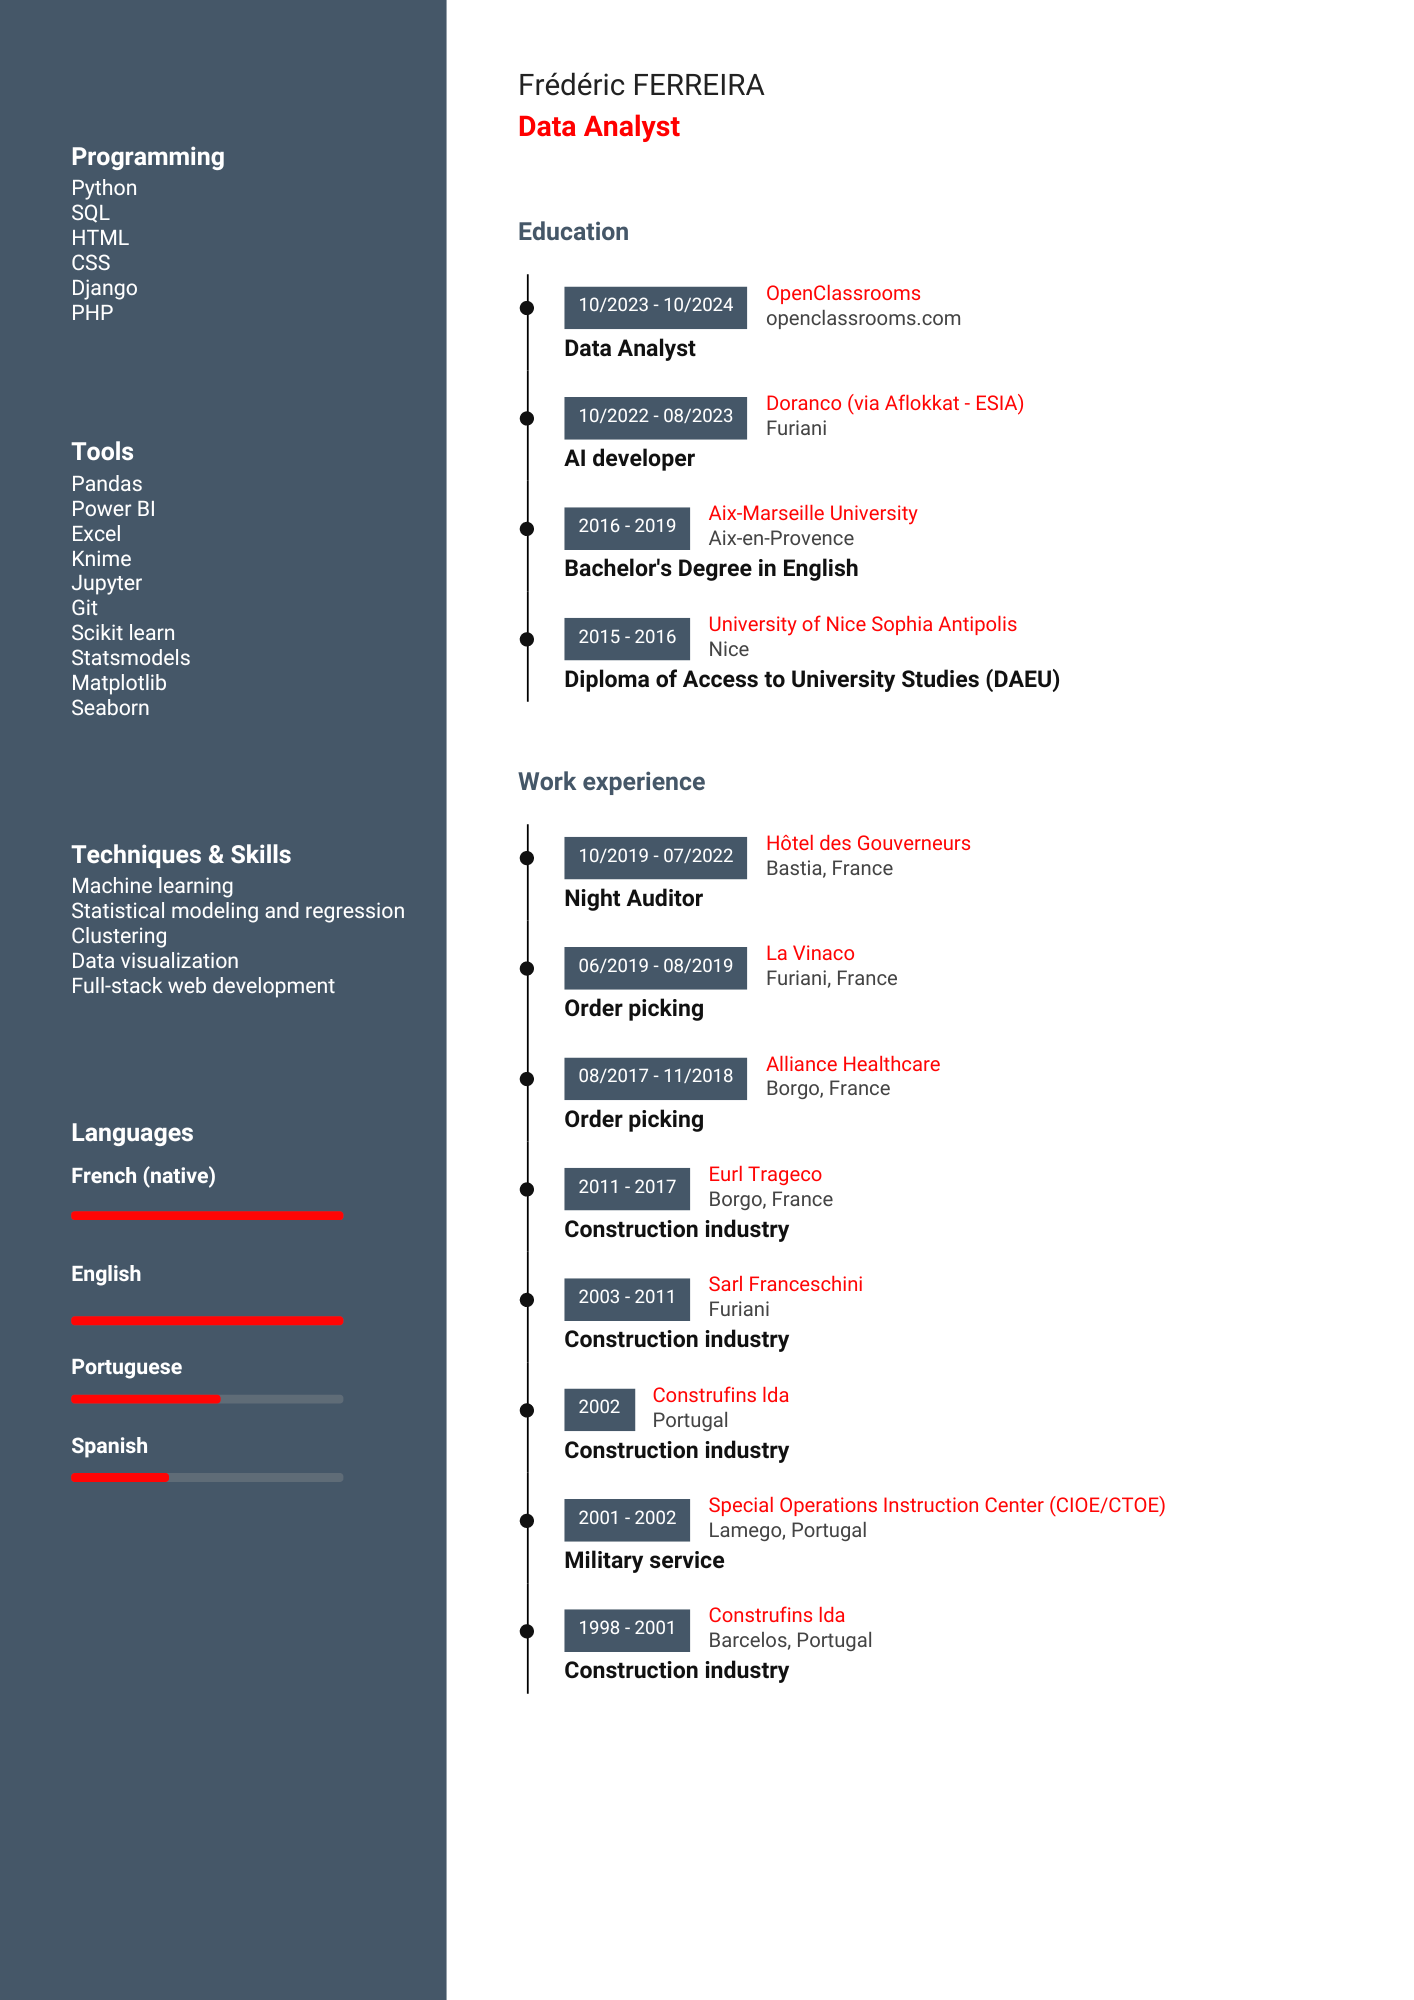 Programming
Python
SQL
HTML
CSS
Django
PHP
Tools
Pandas
Power BI
Excel
Knime
Jupyter
Git
Scikit learn
Statsmodels
Matplotlib
Seaborn
Techniques & Skills
Machine learning
Statistical modeling and regression
Clustering
Data visualization
Full-stack web development
Languages
French (native)
English
Portuguese
Spanish
Frédéric FERREIRA
Data Analyst
Education
10/2023 - 10/2024
OpenClassrooms
openclassrooms.com
Data Analyst
10/2022 - 08/2023
Doranco (via Aflokkat - ESIA)
Furiani
AI developer
2016 - 2019
Aix-Marseille University
Aix-en-Provence
Bachelor's Degree in English
2015 - 2016
University of Nice Sophia Antipolis
Nice
Diploma of Access to University Studies (DAEU)
Work experience
10/2019 - 07/2022
Hôtel des Gouverneurs
Bastia, France
Night Auditor
06/2019 - 08/2019
La Vinaco
Furiani, France
Order picking
08/2017 - 11/2018
Alliance Healthcare
Borgo, France
Order picking
2011 - 2017
Eurl Trageco
Borgo, France
Construction industry
2003 - 2011
Sarl Franceschini
Furiani
Construction industry
2002
Construfins lda
Portugal
Construction industry
2001 - 2002
Special Operations Instruction Center (CIOE/CTOE)
Lamego, Portugal
Military service
1998 - 2001
Construfins lda
Barcelos, Portugal
Construction industry